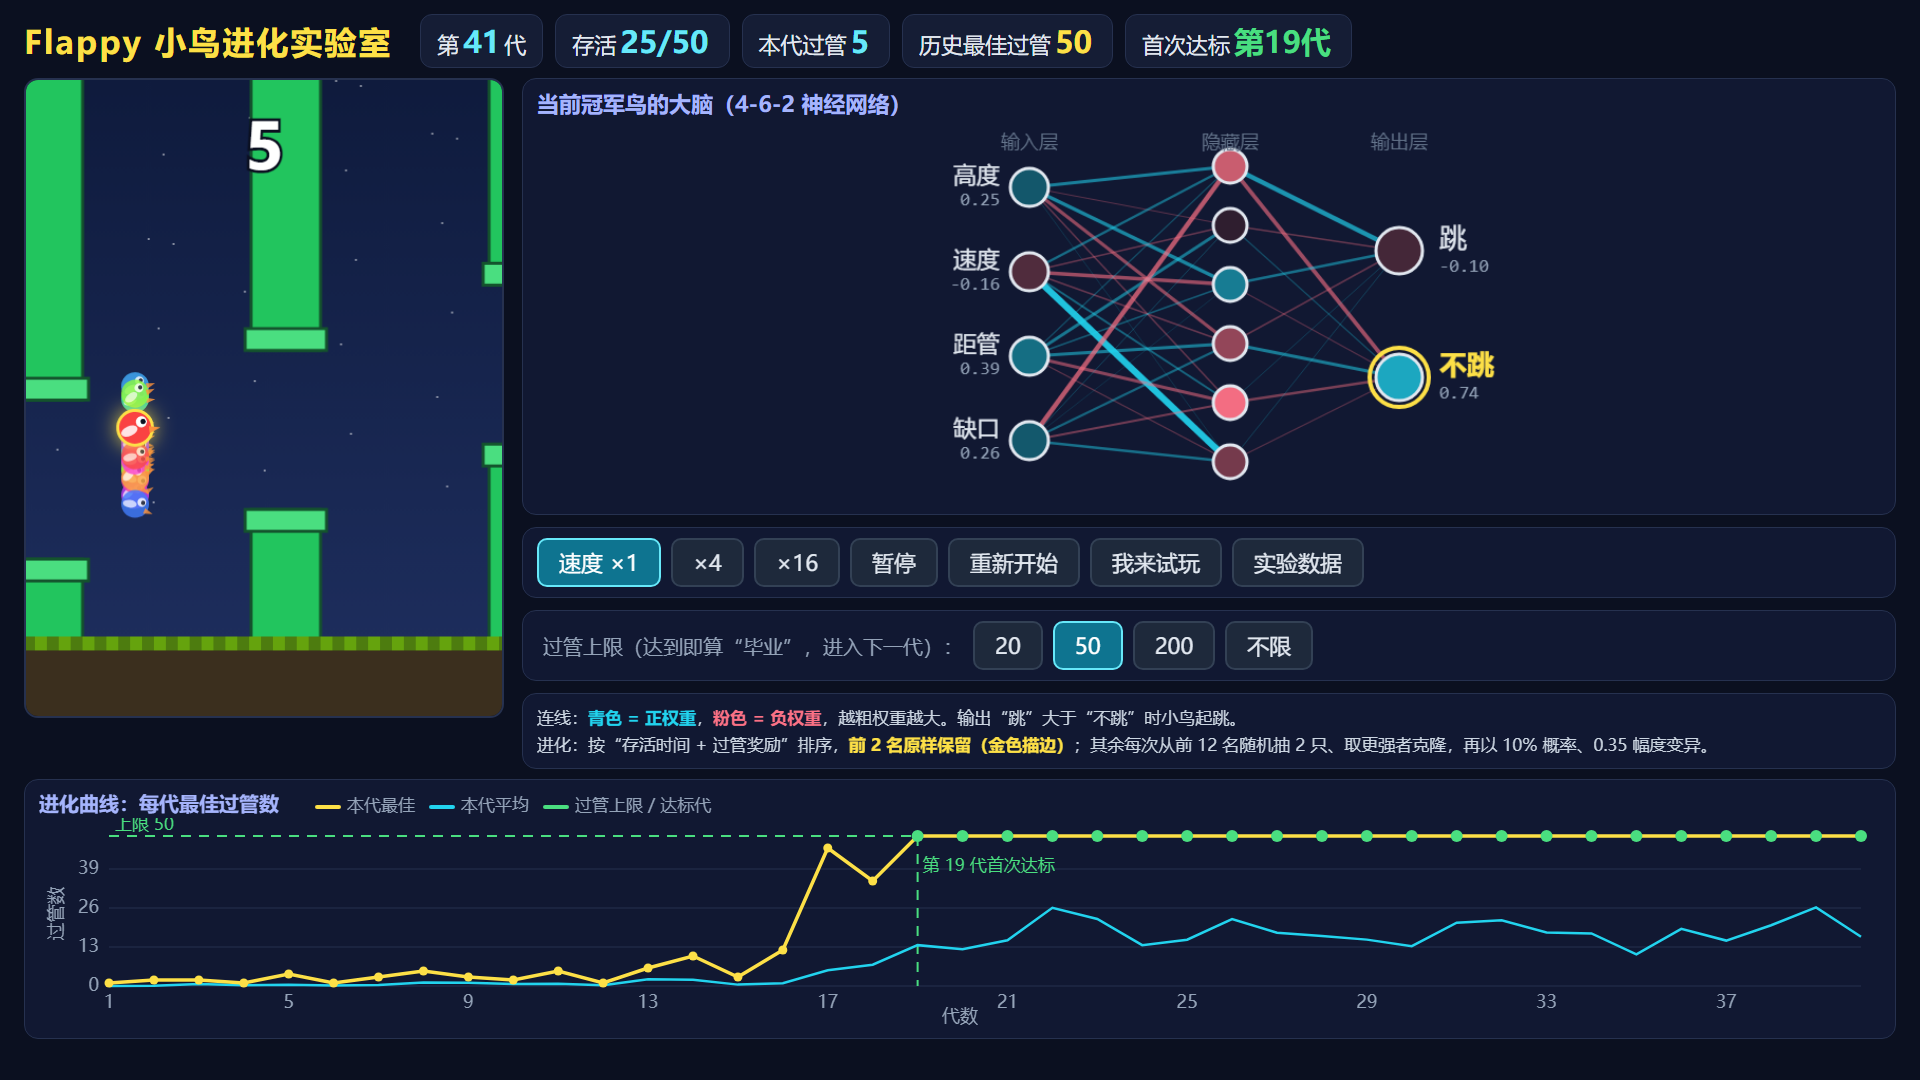 Flappy 小鸟进化实验室
第 41 代
存活 25/50
本代过管 5
历史最佳过管 50
首次达标 第19代
5
当前冠军鸟的大脑（4-6-2 神经网络）
输入层
隐藏层
输出层
高度
0.25
速度
-0.16
距管
0.39
缺口
0.26
跳
-0.10
不跳
0.74
速度 ×1
×4
×16
暂停
重新开始
我来试玩
实验数据
过管上限（达到即算“毕业”，进入下一代）：
20
50
200
不限
连线：青色 = 正权重，粉色 = 负权重，越粗权重越大。输出“跳”大于“不跳”时小鸟起跳。
进化：按“存活时间 + 过管奖励”排序，前 2 名原样保留（金色描边）；其余每次从前 12 名随机抽 2 只、取更强者克隆，再以 10% 概率、0.35 幅度变异。
进化曲线：每代最佳过管数
本代最佳
本代平均
过管上限 / 达标代
上限 50
第 19 代首次达标
过管数
39
26
13
0
1
5
9
13
17
21
25
29
33
37
代数